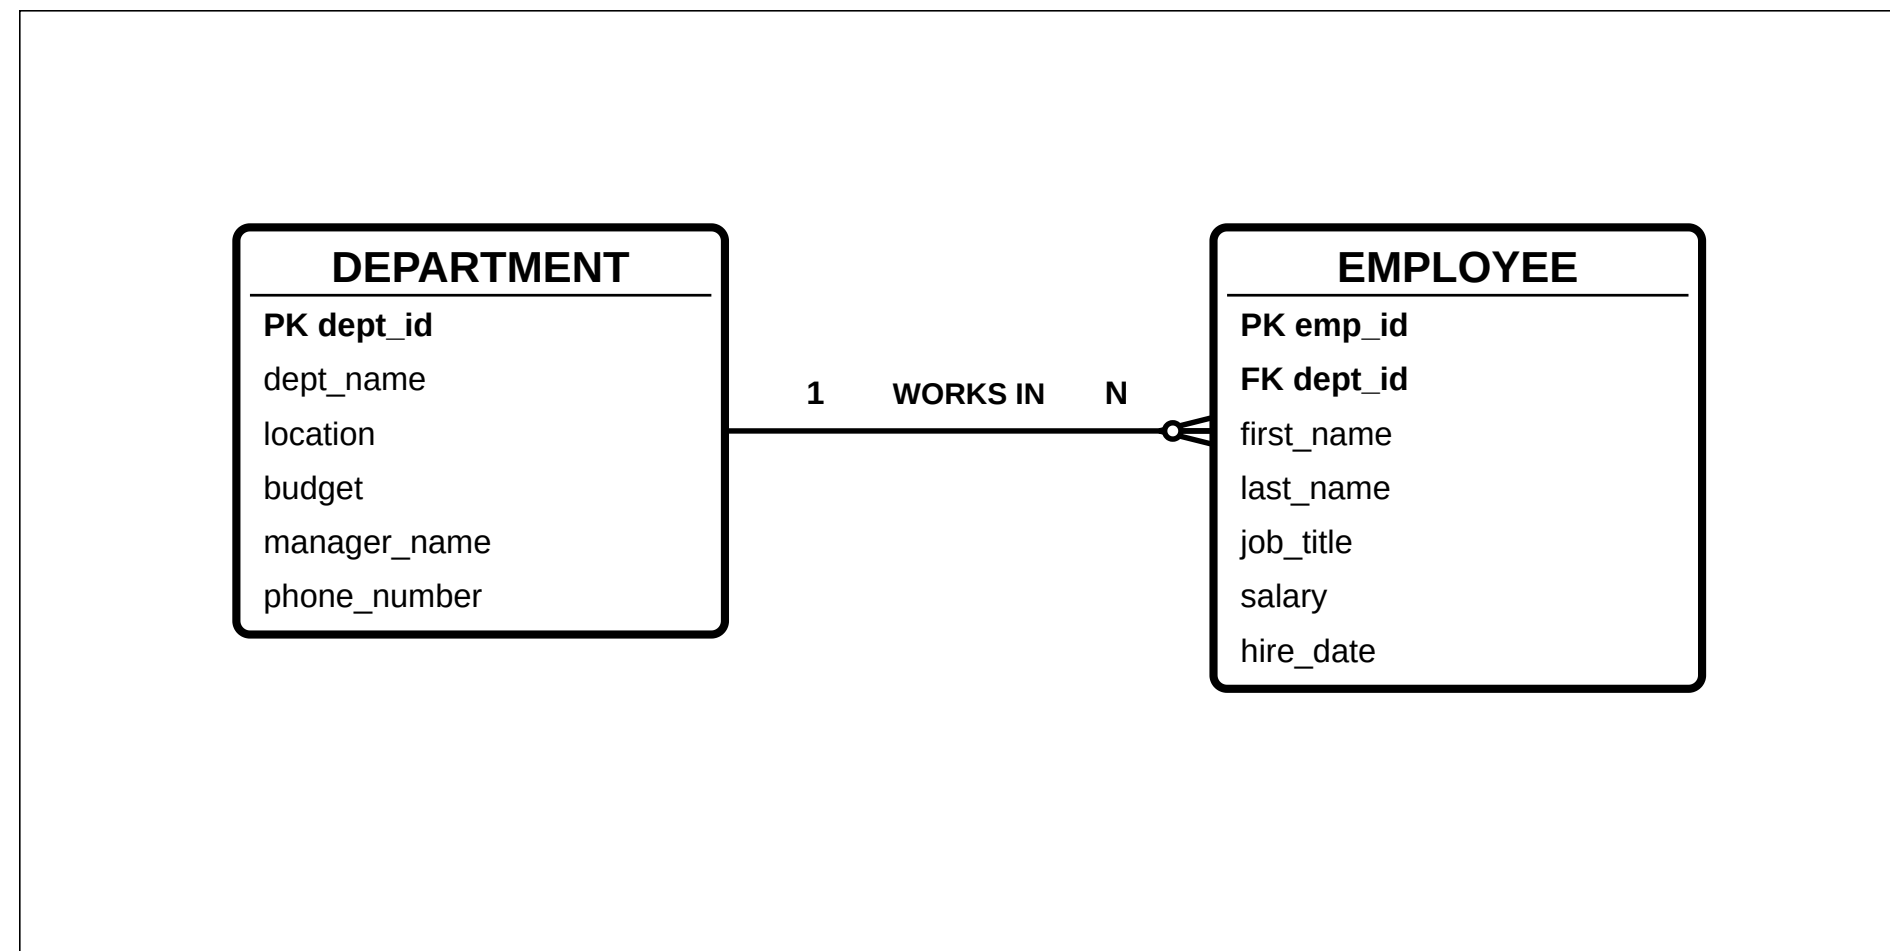 DEPARTMENT
PK dept_id
dept_name
location
budget
manager_name
phone_number
1 WORKS IN N
EMPLOYEE
PK emp_id
FK dept_id
first_name
last_name
job_title
salary
hire_date